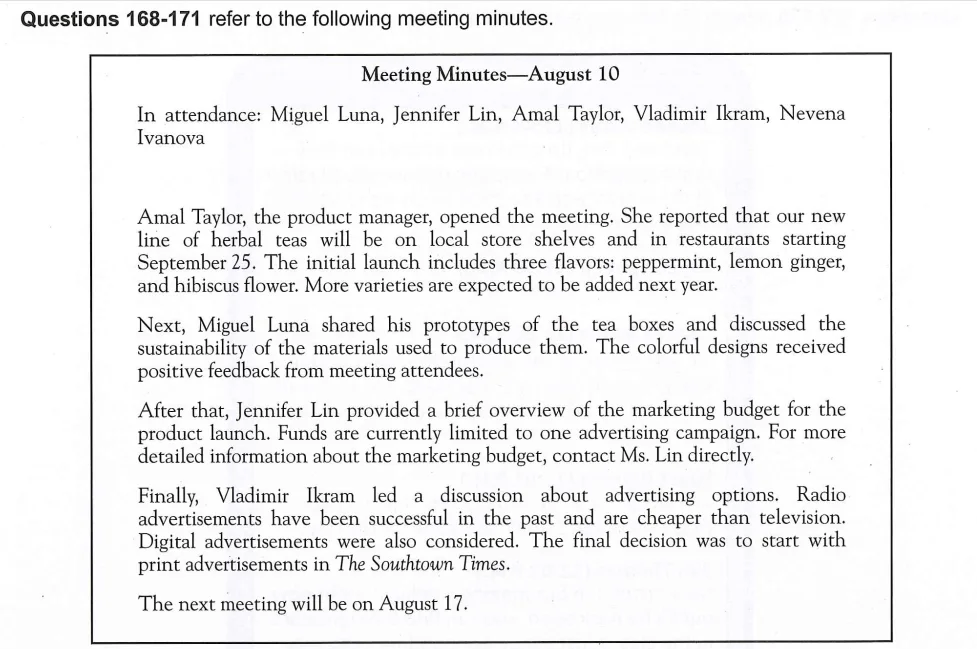 Questions 168-171 refer to the following meeting minutes.
Meeting Minutes—August 10
In attendance: Miguel Luna, Jennifer Lin, Amal Taylor, Vladimir Ikram, Nevena
Ivanova
Amal Taylor, the product manager, opened the meeting. She reported that our new
line of herbal teas will be on local store shelves and in restaurants starting
September 25. The initial launch includes three flavors: peppermint, lemon ginger,
and hibiscus flower. More varieties are expected to be added next year.
Next, Miguel Luna shared his prototypes of the tea boxes and discussed the
sustainability of the materials used to produce them. The colorful designs received
positive feedback from meeting attendees.
After that, Jennifer Lin provided a brief overview of the marketing budget for the
product launch. Funds are currently limited to one advertising campaign. For more
detailed information about the marketing budget, contact Ms. Lin directly.
Finally, Vladimir Ikram led a discussion about advertising options. Radio
advertisements have been successful in the past and are cheaper than television.
Digital advertisements were also considered. The final decision was to start with
print advertisements in The Southtown Times.
The next meeting will be on August 17.